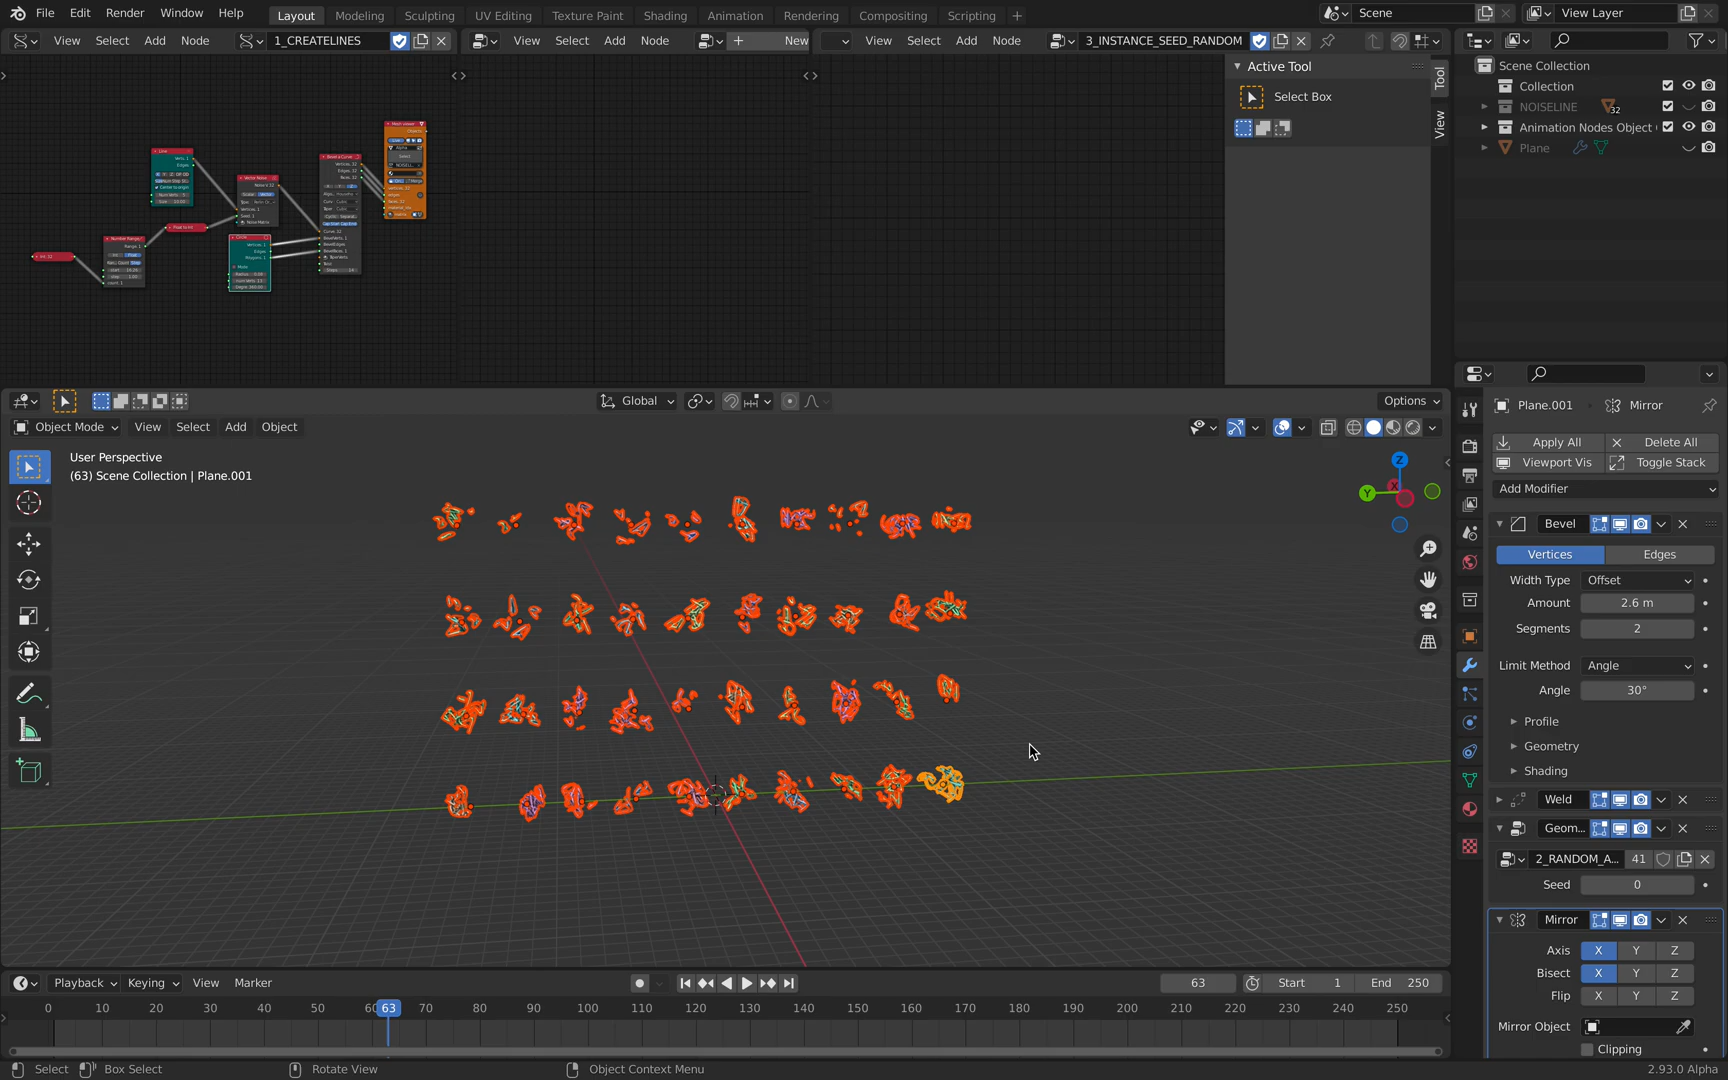 File Edit Render Window Help Layout Modeling Sculpting UV Editing Texture Paint Shading Animation Rendering Compositing Scripting + Scene View Layer
View Select Add Node 1_CREATELINES View Select Add Node New View Select Add Node 3_INSTANCE_SEED_RANDOM
Active Tool
Select Box
Tool
View
Scene Collection
Collection
NOISELINE 32
Animation Nodes Object
Plane
Global Options
Object Mode View Select Add Object
User Perspective
(63) Scene Collection | Plane.001
Z
Y
X
Plane.001 Mirror
Apply All Delete All
Viewport Vis Toggle Stack
Add Modifier
Bevel
Vertices Edges
Width Type Offset
Amount 2.6 m
Segments 2
Limit Method Angle
Angle 30°
Profile
Geometry
Shading
Weld
Geom...
2_RANDOM_A... 41
Seed 0
Mirror
Axis X Y Z
Bisect X Y Z
Flip X Y Z
Mirror Object
Clipping
Playback Keying View Marker 63 Start 1 End 250
0 10 20 30 40 50 60 63 70 80 90 100 110 120 130 140 150 160 170 180 190 200 210 220 230 240 250
Select Box Select Rotate View Object Context Menu 2.93.0 Alpha